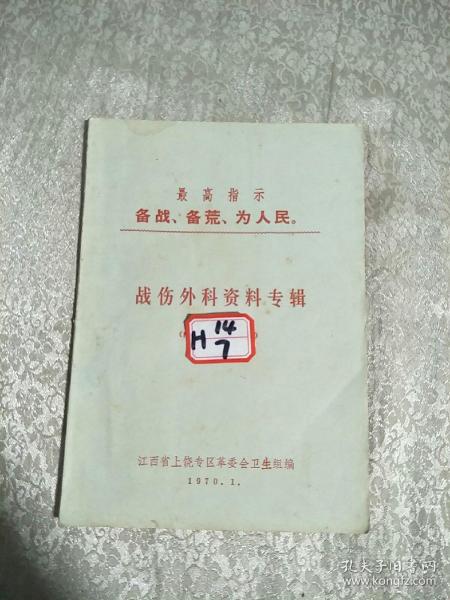 最高指示
备战、备荒、为人民。
战伤外科资料专辑
H 14
7
江西省上饶专区革委会卫生组编
1970.1.
孔夫子旧书网
www.kongfz.com